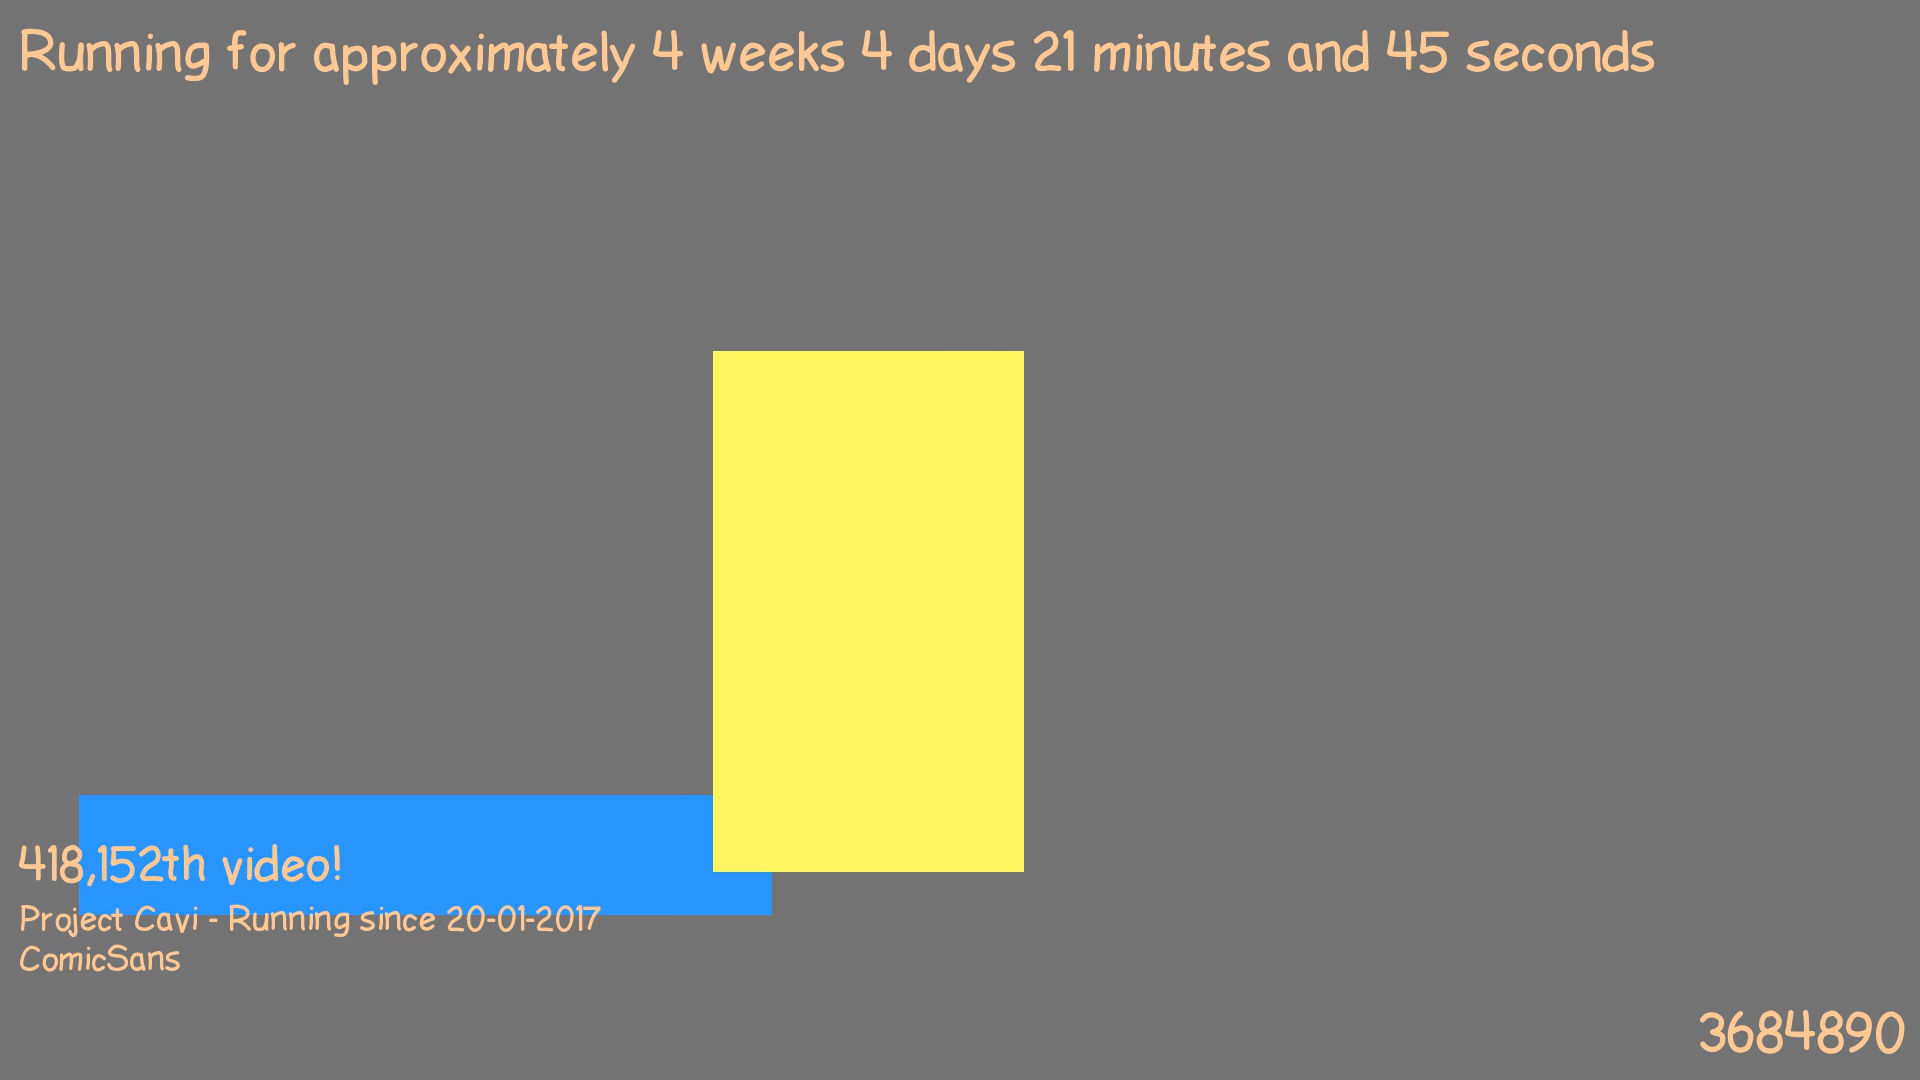 Running for approximately 4 weeks 4 days 21 minutes and 45 seconds
418,152th video!
Project Cavi - Running since 20-01-2017
ComicSans
3684890